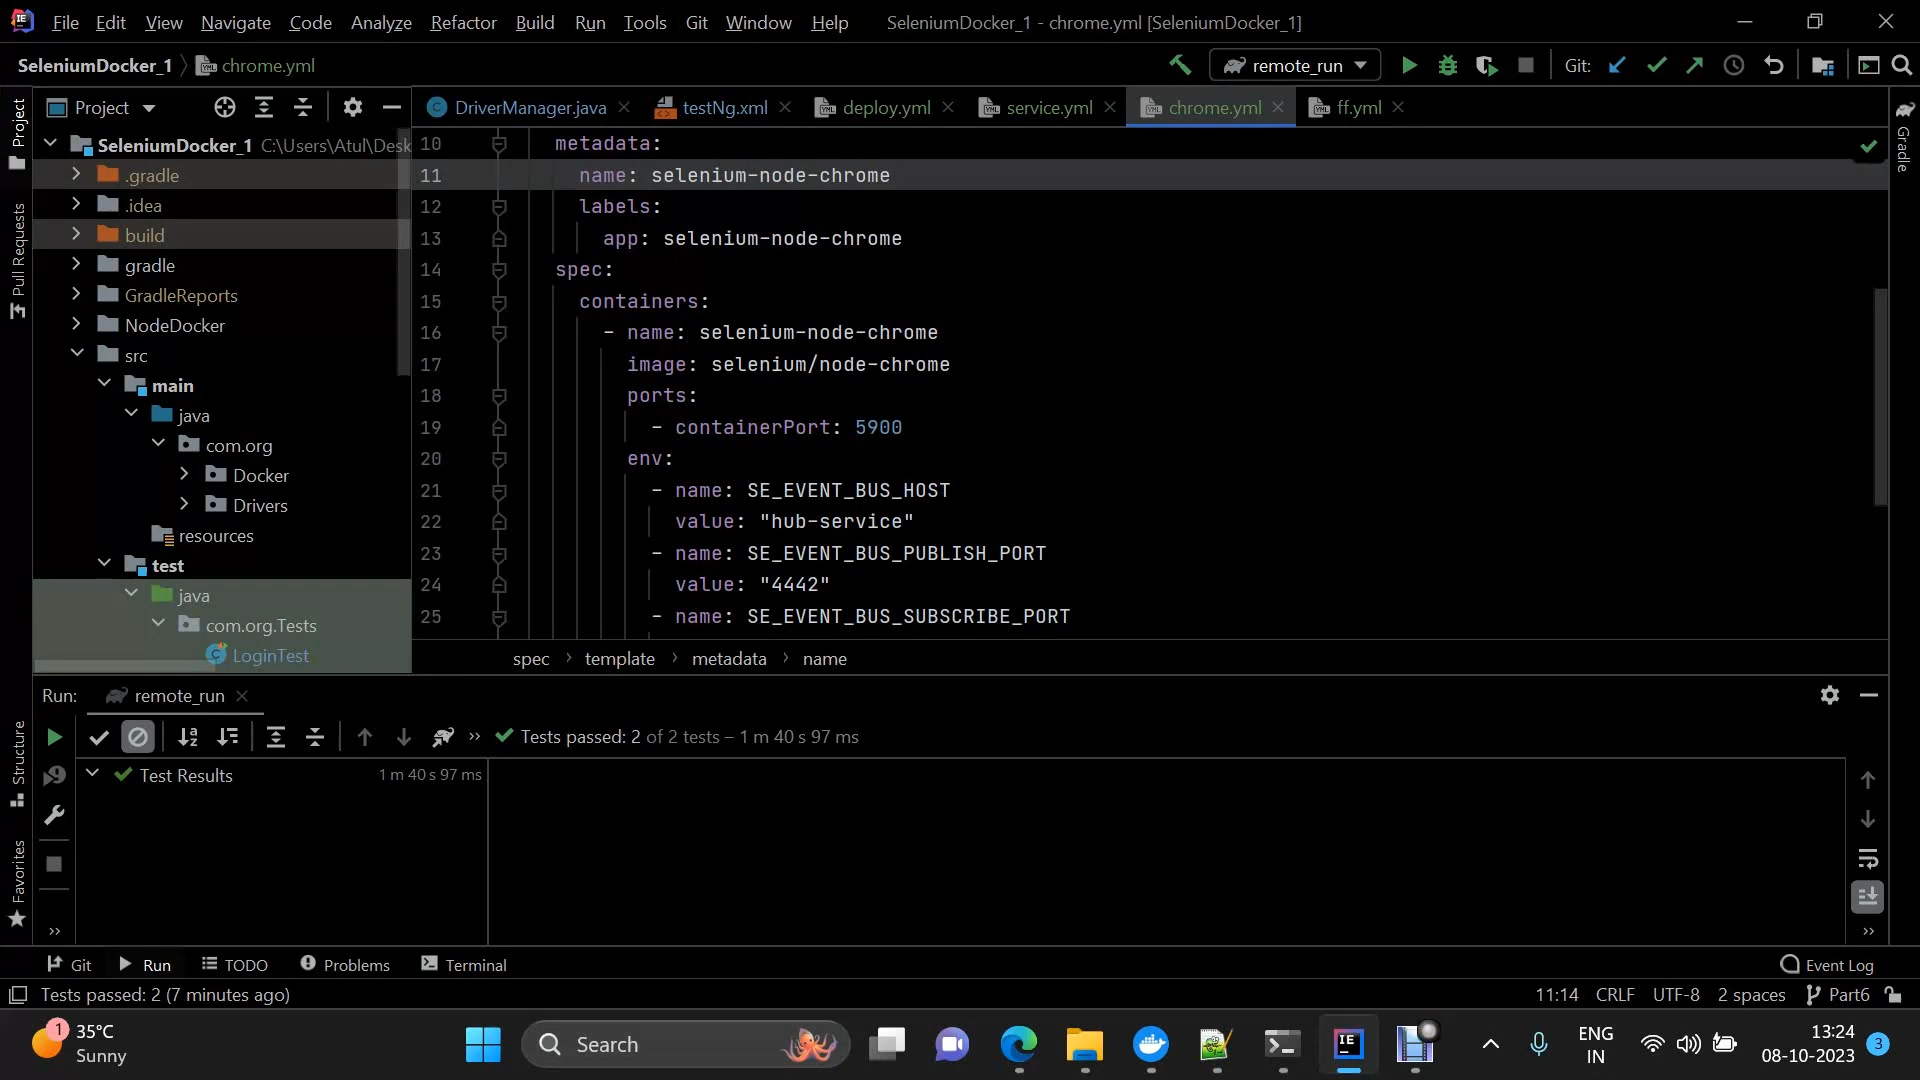 File Edit View Navigate Code Analyze Refactor Build Run Tools Git Window Help SeleniumDocker_1 - chrome.yml [SeleniumDocker_1]
SeleniumDocker_1 chrome.yml remote_run Git:
Project DriverManager.java testNg.xml deploy.yml service.yml chrome.yml ff.yml
Project
Pull Requests
Structure
Favorites
Gradle
SeleniumDocker_1 C:\Users\Atul\Desk
.gradle
.idea
build
gradle
GradleReports
NodeDocker
src
main
java
com.org
Docker
Drivers
resources
test
java
com.org.Tests
LoginTest
10 metadata:
11 name: selenium-node-chrome
12 labels:
13 app: selenium-node-chrome
14 spec:
15 containers:
16 - name: selenium-node-chrome
17 image: selenium/node-chrome
18 ports:
19 - containerPort: 5900
20 env:
21 - name: SE_EVENT_BUS_HOST
22 value: "hub-service"
23 - name: SE_EVENT_BUS_PUBLISH_PORT
24 value: "4442"
25 - name: SE_EVENT_BUS_SUBSCRIBE_PORT
spec › template › metadata › name
Run: remote_run
Tests passed: 2 of 2 tests – 1 m 40 s 97 ms
Test Results 1 m 40 s 97 ms
Git Run TODO Problems Terminal Event Log
Tests passed: 2 (7 minutes ago) 11:14 CRLF UTF-8 2 spaces Part6
1 35°C
Sunny
Search
ENG
IN
13:24
08-10-2023
3